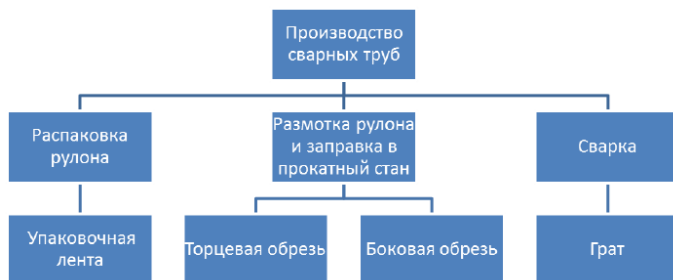 Производство
сварных труб
Распаковка
рулона
Размотка рулона
и заправка в
прокатный стан
Сварка
Упаковочная
лента
Торцевая обрезь
Боковая обрезь
Грат